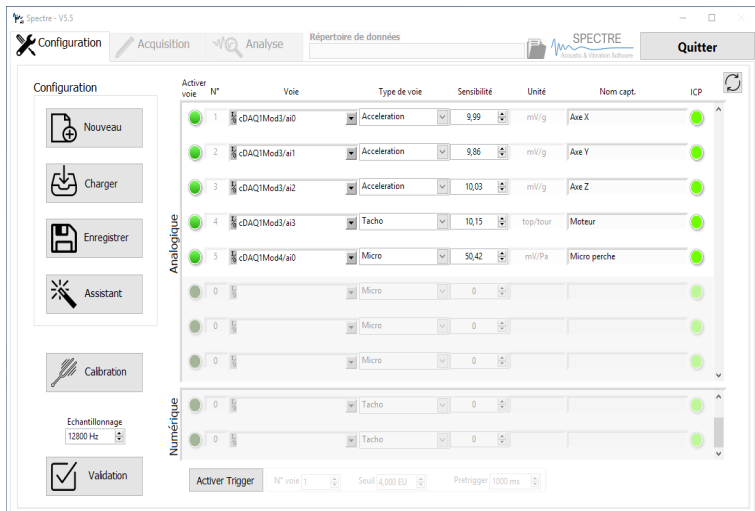 Spectre - V5.5
Configuration Acquisition Analyse Répertoire de données SPECTRE Quitter
Acoustic & Vibration Software
Configuration
Activer voie N° Voie Type de voie Sensibilité Unité Nom capt. ICP
Nouveau
Charger
Enregistrer
Assistant
Calibration
Echantillonnage
12800 Hz
Validation
Analogique
1 cDAQ1Mod3/ai0 Acceleration 9,99 mV/g Axe X
2 cDAQ1Mod3/ai1 Acceleration 9,86 mV/g Axe Y
3 cDAQ1Mod3/ai2 Acceleration 10,03 mV/g Axe Z
4 cDAQ1Mod3/ai3 Tacho 10,15 top/tour Moteur
5 cDAQ1Mod4/ai0 Micro 50,42 mV/Pa Micro perche
0 Micro 0
0 Micro 0
0 Micro 0
Numérique
0 Tacho 0
0 Tacho 0
Activer Trigger N° voie 1 Seuil 4,000 EU Pretrigger 1000 ms